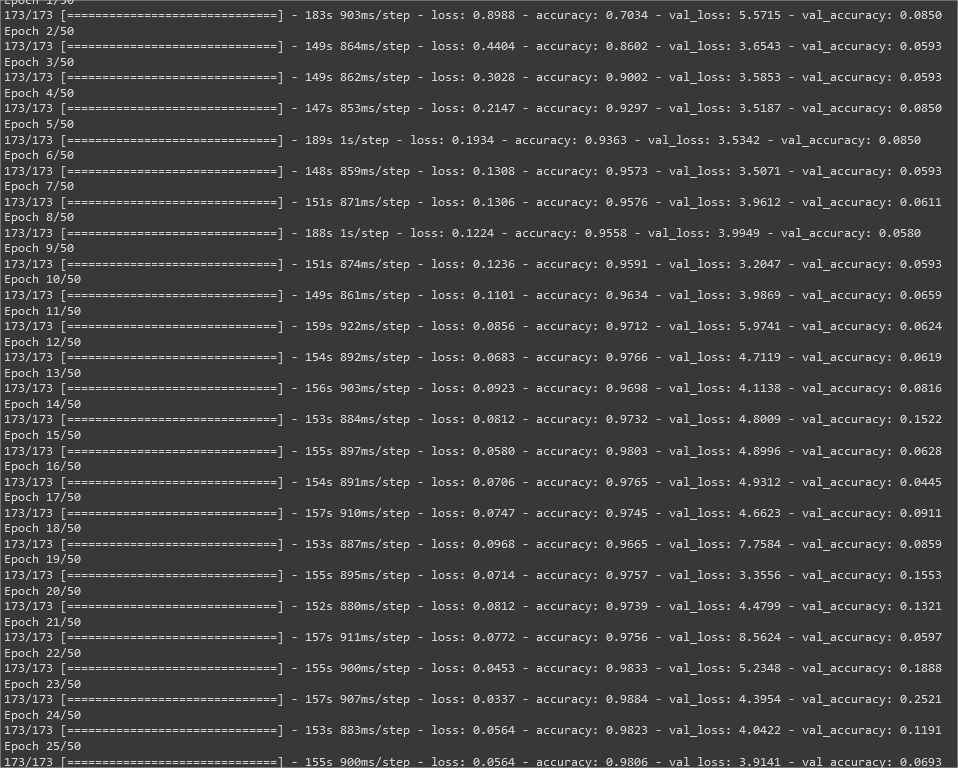 Epoch 1/50
173/173 [==============================] - 183s 903ms/step - loss: 0.8988 - accuracy: 0.7034 - val_loss: 5.5715 - val_accuracy: 0.0850
Epoch 2/50
173/173 [==============================] - 149s 864ms/step - loss: 0.4404 - accuracy: 0.8602 - val_loss: 3.6543 - val_accuracy: 0.0593
Epoch 3/50
173/173 [==============================] - 149s 862ms/step - loss: 0.3028 - accuracy: 0.9002 - val_loss: 3.5853 - val_accuracy: 0.0593
Epoch 4/50
173/173 [==============================] - 147s 853ms/step - loss: 0.2147 - accuracy: 0.9297 - val_loss: 3.5187 - val_accuracy: 0.0850
Epoch 5/50
173/173 [==============================] - 189s 1s/step - loss: 0.1934 - accuracy: 0.9363 - val_loss: 3.5342 - val_accuracy: 0.0850
Epoch 6/50
173/173 [==============================] - 148s 859ms/step - loss: 0.1308 - accuracy: 0.9573 - val_loss: 3.5071 - val_accuracy: 0.0593
Epoch 7/50
173/173 [==============================] - 151s 871ms/step - loss: 0.1306 - accuracy: 0.9576 - val_loss: 3.9612 - val_accuracy: 0.0611
Epoch 8/50
173/173 [==============================] - 188s 1s/step - loss: 0.1224 - accuracy: 0.9558 - val_loss: 3.9949 - val_accuracy: 0.0580
Epoch 9/50
173/173 [==============================] - 151s 874ms/step - loss: 0.1236 - accuracy: 0.9591 - val_loss: 3.2047 - val_accuracy: 0.0593
Epoch 10/50
173/173 [==============================] - 149s 861ms/step - loss: 0.1101 - accuracy: 0.9634 - val_loss: 3.9869 - val_accuracy: 0.0659
Epoch 11/50
173/173 [==============================] - 159s 922ms/step - loss: 0.0856 - accuracy: 0.9712 - val_loss: 5.9741 - val_accuracy: 0.0624
Epoch 12/50
173/173 [==============================] - 154s 892ms/step - loss: 0.0683 - accuracy: 0.9766 - val_loss: 4.7119 - val_accuracy: 0.0619
Epoch 13/50
173/173 [==============================] - 156s 903ms/step - loss: 0.0923 - accuracy: 0.9698 - val_loss: 4.1138 - val_accuracy: 0.0816
Epoch 14/50
173/173 [==============================] - 153s 884ms/step - loss: 0.0812 - accuracy: 0.9732 - val_loss: 4.8009 - val_accuracy: 0.1522
Epoch 15/50
173/173 [==============================] - 155s 897ms/step - loss: 0.0580 - accuracy: 0.9803 - val_loss: 4.8996 - val_accuracy: 0.0628
Epoch 16/50
173/173 [==============================] - 154s 891ms/step - loss: 0.0706 - accuracy: 0.9765 - val_loss: 4.9312 - val_accuracy: 0.0445
Epoch 17/50
173/173 [==============================] - 157s 910ms/step - loss: 0.0747 - accuracy: 0.9745 - val_loss: 4.6623 - val_accuracy: 0.0911
Epoch 18/50
173/173 [==============================] - 153s 887ms/step - loss: 0.0968 - accuracy: 0.9665 - val_loss: 7.7584 - val_accuracy: 0.0859
Epoch 19/50
173/173 [==============================] - 155s 895ms/step - loss: 0.0714 - accuracy: 0.9757 - val_loss: 3.3556 - val_accuracy: 0.1553
Epoch 20/50
173/173 [==============================] - 152s 880ms/step - loss: 0.0812 - accuracy: 0.9739 - val_loss: 4.4799 - val_accuracy: 0.1321
Epoch 21/50
173/173 [==============================] - 157s 911ms/step - loss: 0.0772 - accuracy: 0.9756 - val_loss: 8.5624 - val_accuracy: 0.0597
Epoch 22/50
173/173 [==============================] - 155s 900ms/step - loss: 0.0453 - accuracy: 0.9833 - val_loss: 5.2348 - val_accuracy: 0.1888
Epoch 23/50
173/173 [==============================] - 157s 907ms/step - loss: 0.0337 - accuracy: 0.9884 - val_loss: 4.3954 - val_accuracy: 0.2521
Epoch 24/50
173/173 [==============================] - 153s 883ms/step - loss: 0.0564 - accuracy: 0.9823 - val_loss: 4.0422 - val_accuracy: 0.1191
Epoch 25/50
173/173 [==============================] - 155s 900ms/step - loss: 0.0564 - accuracy: 0.9806 - val_loss: 3.9141 - val_accuracy: 0.0693